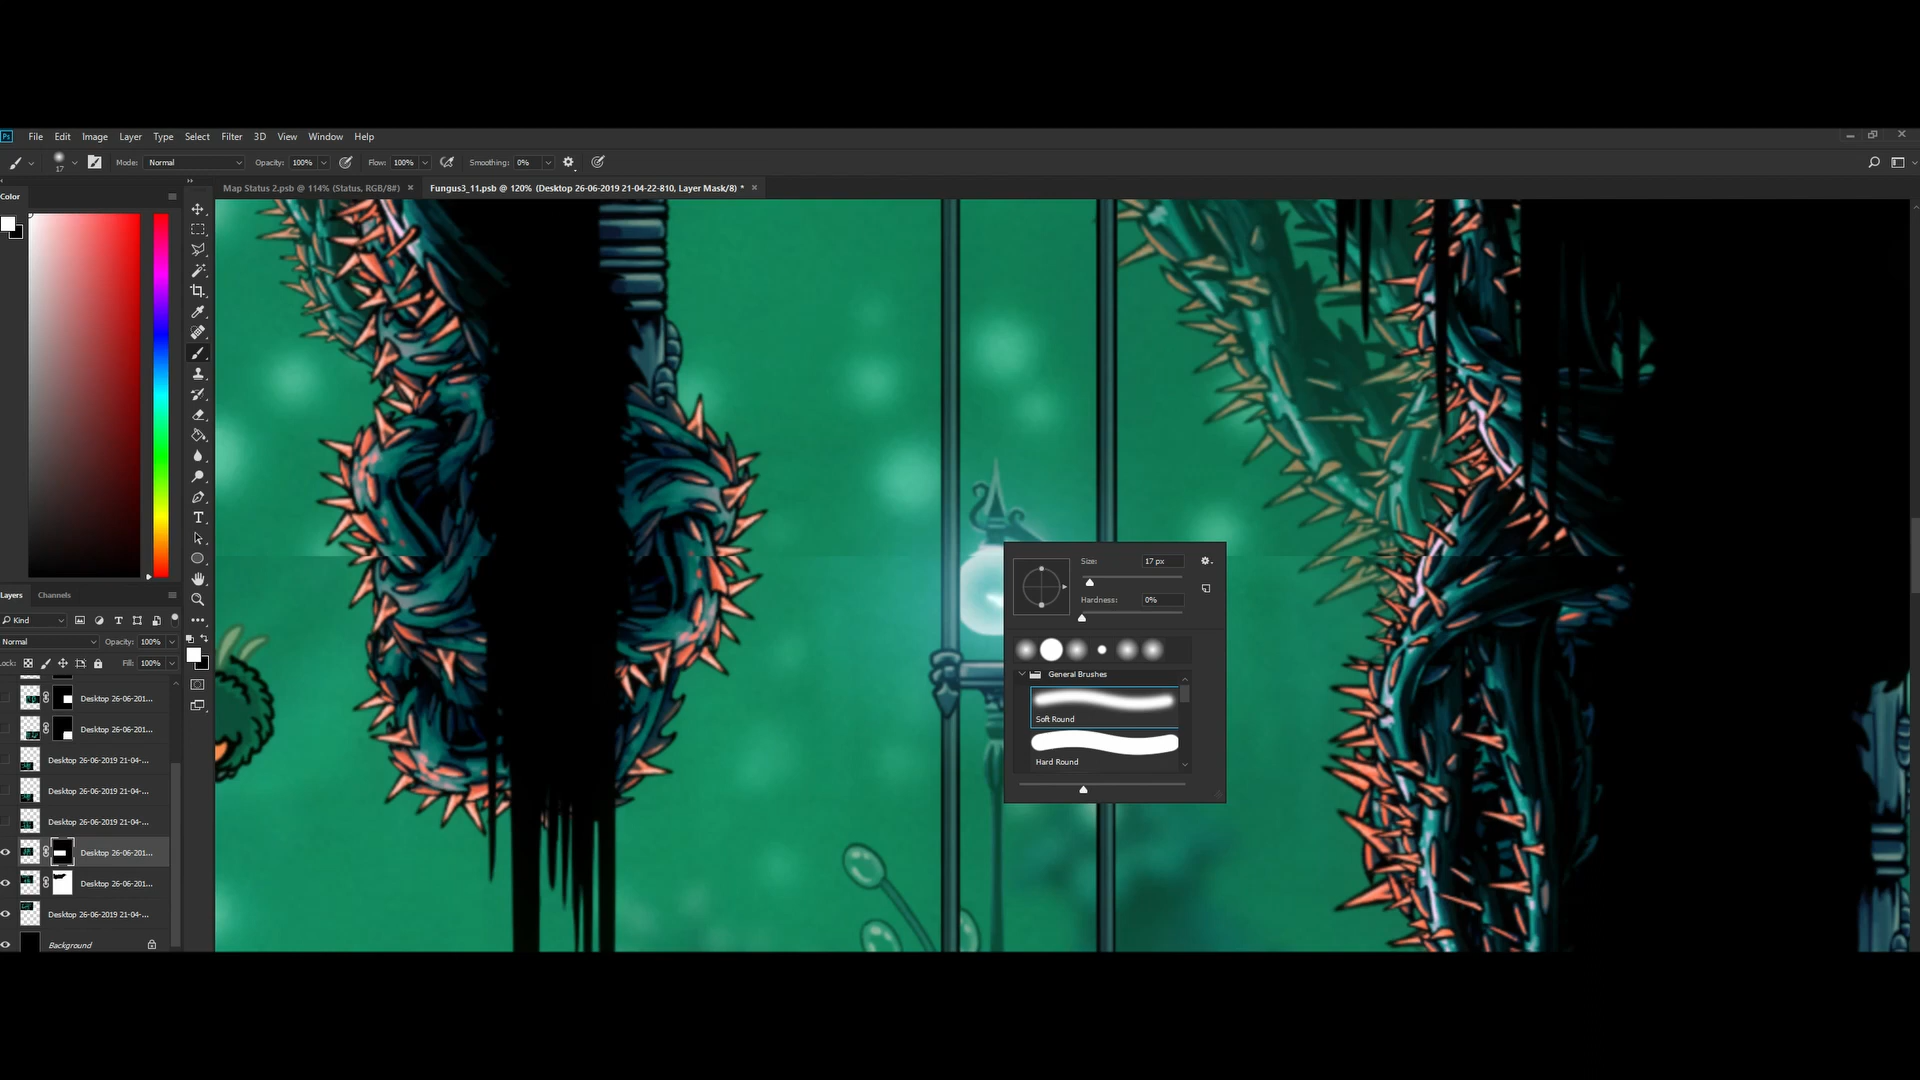 Ps File Edit Image Layer Type Select Filter 3D View Window Help
17 Mode: Normal Opacity: 100% Flow: 100% Smoothing: 0%
Map Status 2.psb @ 114% (Status, RGB/8#) Fungus3_11.psb @ 120% (Desktop 26-06-2019 21-04-22-810, Layer Mask/8) *
Color
Size: 17 px
Hardness: 0%
General Brushes
Soft Round
Hard Round
Layers Channels
Kind
Normal Opacity: 100%
Lock: Fill: 100%
Desktop 26-06-201...
Desktop 26-06-201...
Desktop 26-06-2019 21-04-...
Desktop 26-06-2019 21-04-...
Desktop 26-06-2019 21-04-...
Desktop 26-06-201...
Desktop 26-06-201...
Desktop 26-06-2019 21-04-...
Background